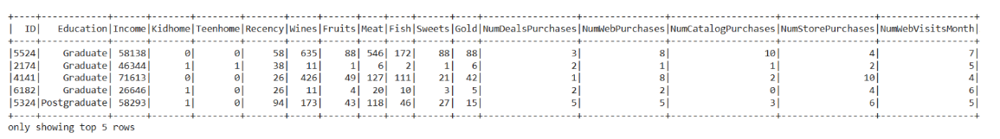 +----+------------+------+-------+--------+-------+-----+------+----+----+------+----+-----------------+---------------+-------------------+-----------------+-----------------+
|  ID|   Education|Income|Kidhome|Teenhome|Recency|Wines|Fruits|Meat|Fish|Sweets|Gold|NumDealsPurchases|NumWebPurchases|NumCatalogPurchases|NumStorePurchases|NumWebVisitsMonth|
+----+------------+------+-------+--------+-------+-----+------+----+----+------+----+-----------------+---------------+-------------------+-----------------+-----------------+
|5524|    Graduate| 58138|      0|       0|     58|  635|    88| 546| 172|    88|  88|                3|              8|                 10|                4|                7|
|2174|    Graduate| 46344|      1|       1|     38|   11|     1|   6|   2|     1|   6|                2|              1|                  1|                2|                5|
|4141|    Graduate| 71613|      0|       0|     26|  426|    49| 127| 111|    21|  42|                1|              8|                  2|               10|                4|
|6182|    Graduate| 26646|      1|       0|     26|   11|     4|  20|  10|     3|   5|                2|              2|                  0|                4|                6|
|5324|Postgraduate| 58293|      1|       0|     94|  173|    43| 118|  46|    27|  15|                5|              5|                  3|                6|                5|
+----+------------+------+-------+--------+-------+-----+------+----+----+------+----+-----------------+---------------+-------------------+-----------------+-----------------+
only showing top 5 rows